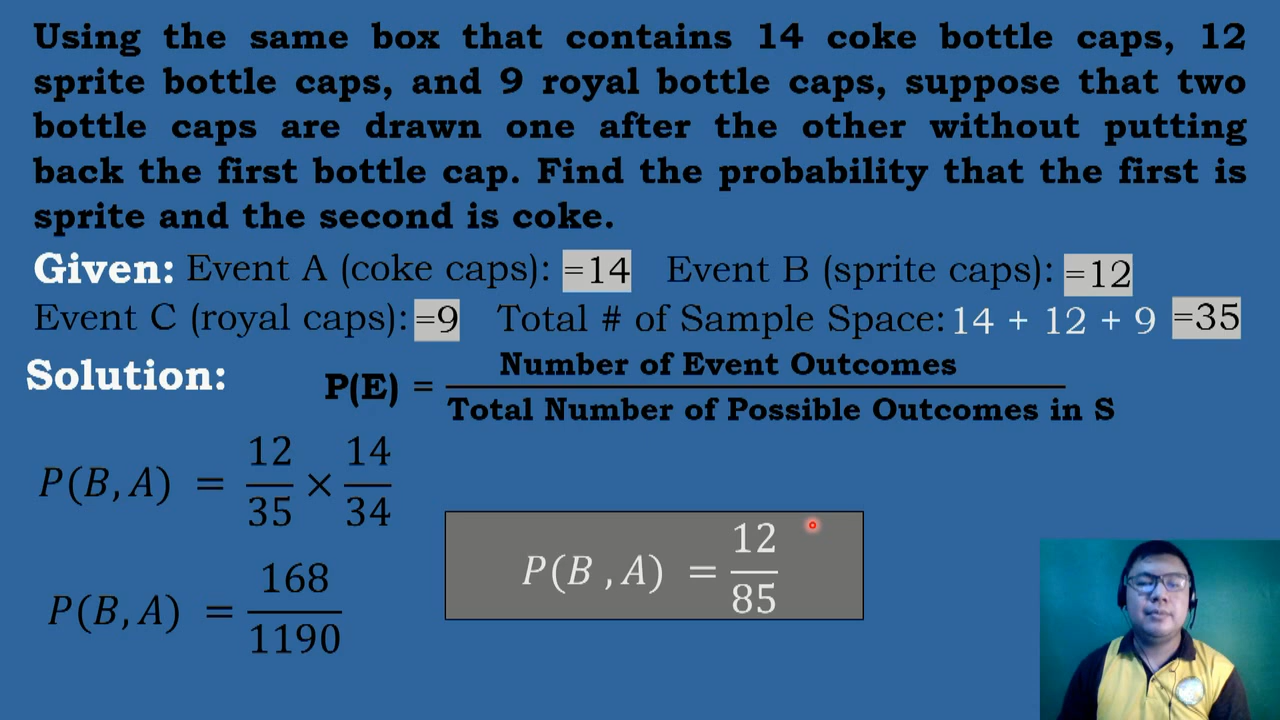 Using the same box that contains 14 coke bottle caps, 12
sprite bottle caps, and 9 royal bottle caps, suppose that two
bottle caps are drawn one after the other without putting
back the first bottle cap. Find the probability that the first is
sprite and the second is coke.
Given: Event A (coke caps): =14 Event B (sprite caps): =12
Event C (royal caps): =9 Total # of Sample Space: 14 + 12 + 9 =35
Solution:
P(E) = Number of Event Outcomes / Total Number of Possible Outcomes in S
P(B, A) = 12/35 × 14/34
P(B, A) = 168/1190
P(B , A) = 12/85